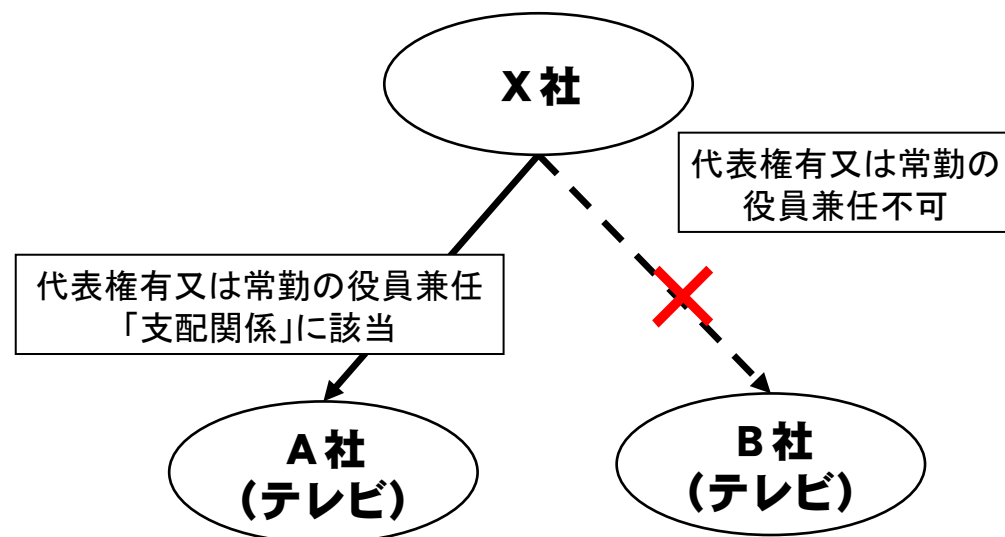 X社
代表権有又は常勤の
役員兼任不可
代表権有又は常勤の役員兼任
「支配関係」に該当
A社
(テレビ)
B社
(テレビ)